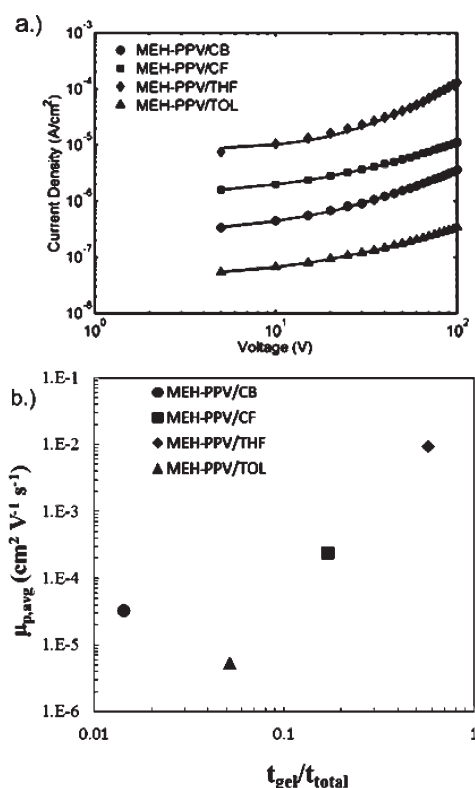 a.)
10⁻³
10⁻⁴
10⁻⁵
10⁻⁶
10⁻⁷
10⁻⁸
Current Density (A/cm²)
MEH-PPV/CB
MEH-PPV/CF
MEH-PPV/THF
MEH-PPV/TOL
10⁰
10¹
10²
Voltage (V)
b.)
1.E-1
1.E-2
1.E-3
1.E-4
1.E-5
1.E-6
μp,avg (cm² V⁻¹ s⁻¹)
MEH-PPV/CB
MEH-PPV/CF
MEH-PPV/THF
MEH-PPV/TOL
0.01
0.1
1
tgel/ttotal